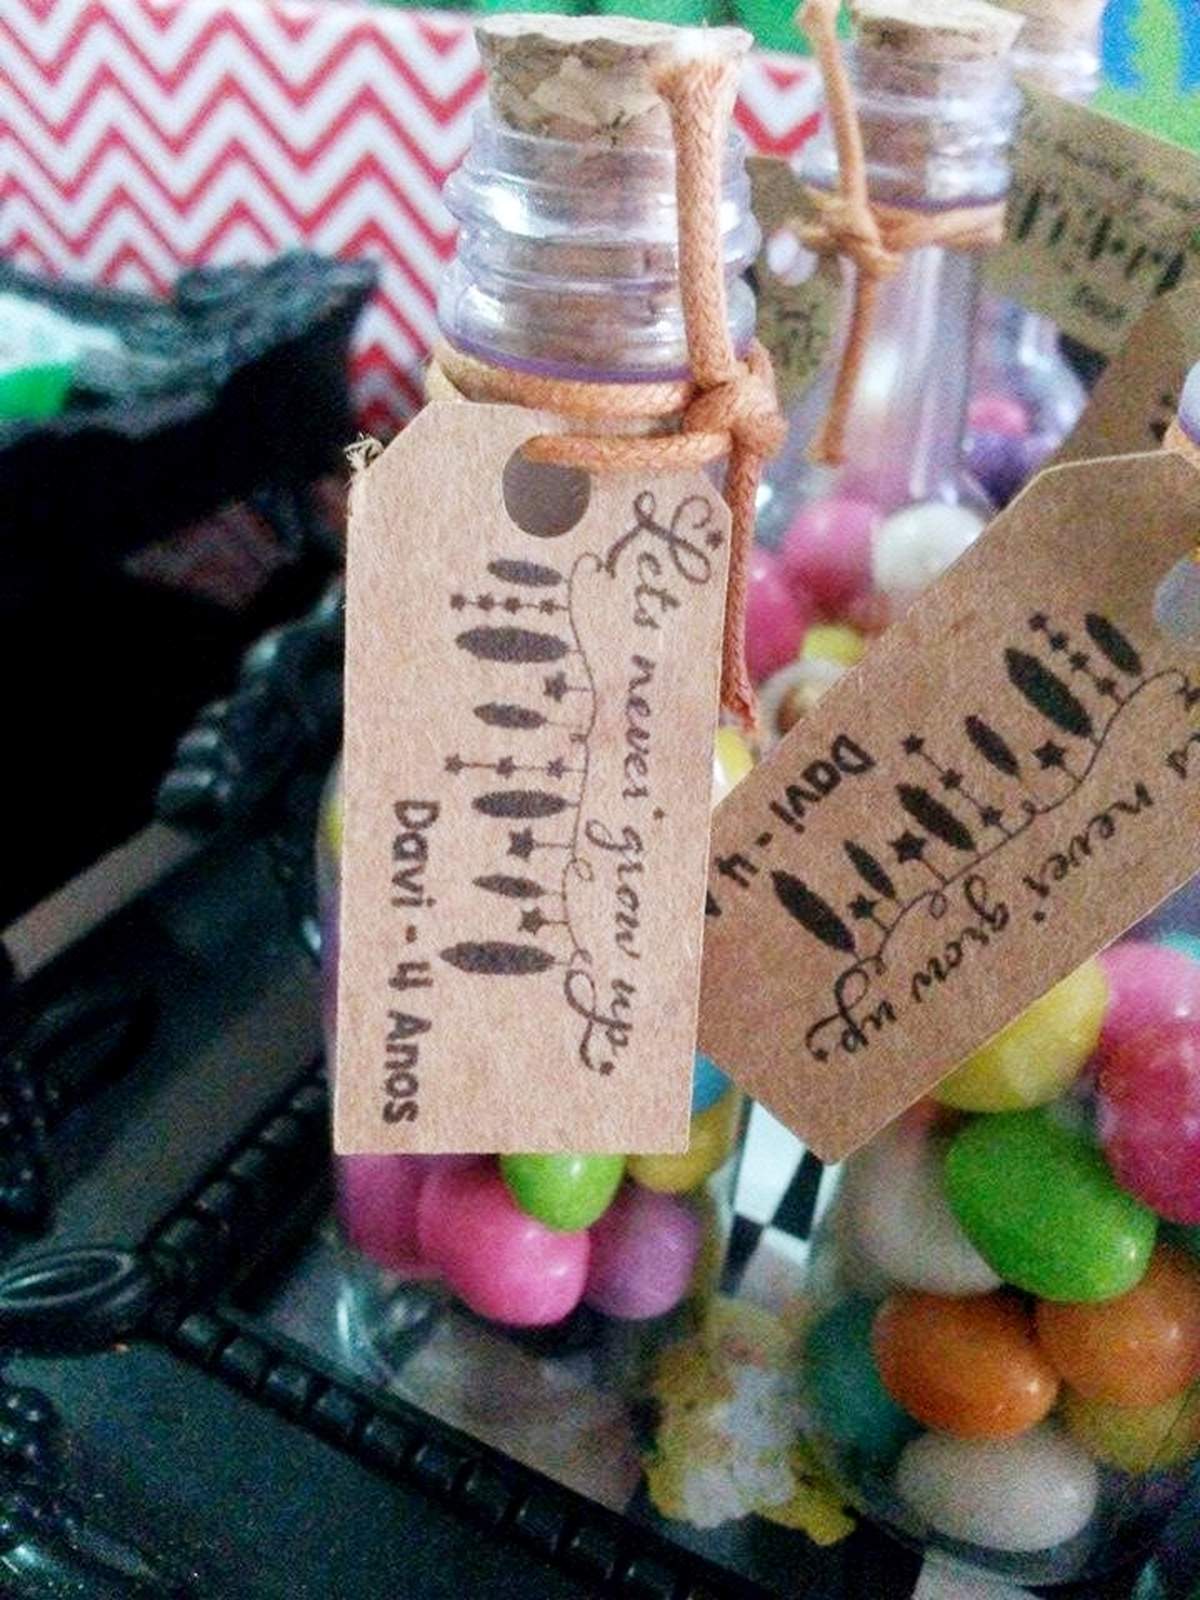 Lets never grow up.
Davi - 4 Anos
never grow up.
Davi - 4